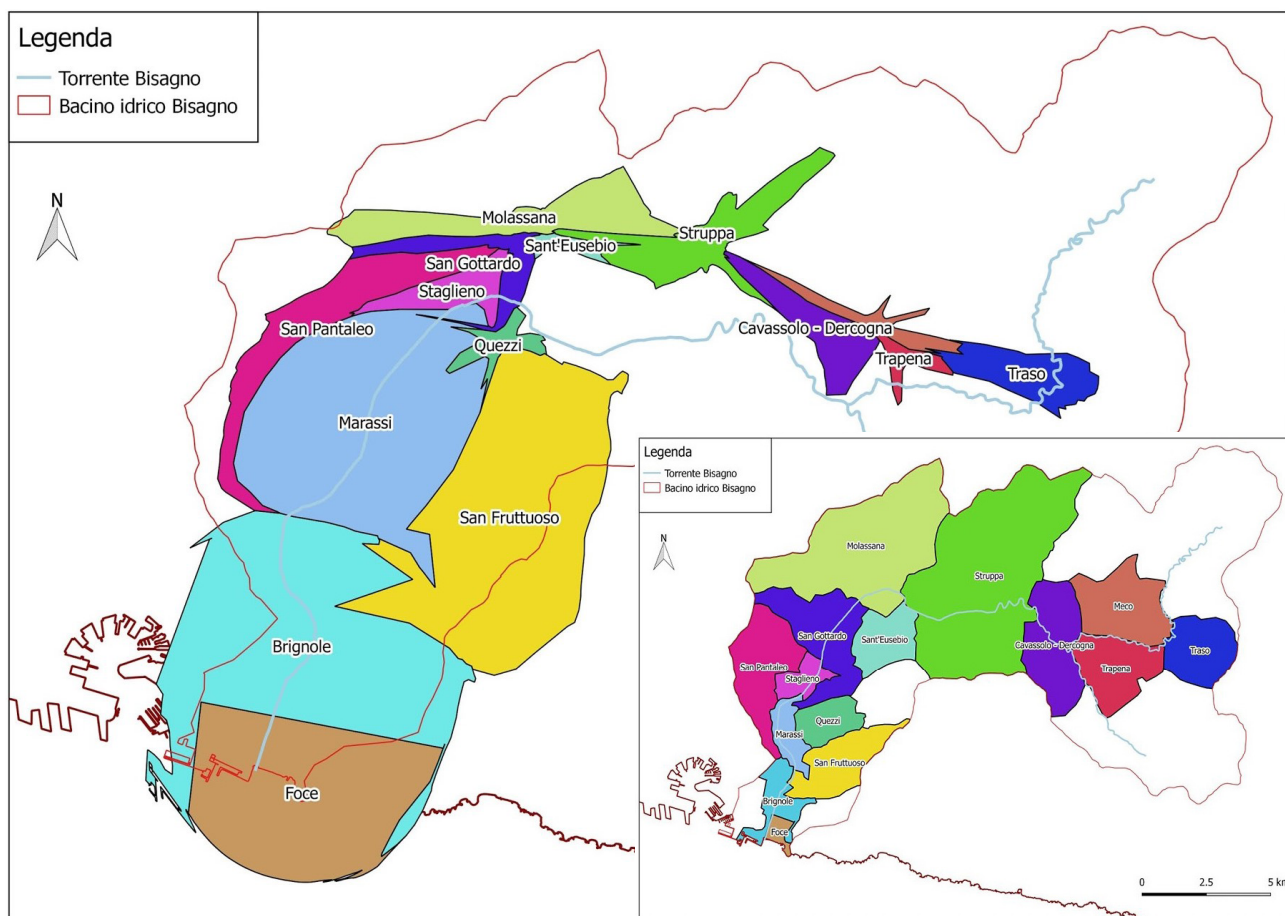 Legenda
Torrente Bisagno
Bacino idrico Bisagno
N
Molassana
Struppa
Sant'Eusebio
San Gottardo
Staglieno
San Pantaleo
Cavassolo - Dercogna
Quezzi
Trapena
Traso
Marassi
San Fruttuoso
Brignole
Foce
Legenda
Torrente Bisagno
Bacino idrico Bisagno
N
Molassana
Struppa
Meco
San Gottardo
Sant'Eusebio
Cavassolo - Dercogna
Traso
San Pantaleo
Trapena
Staglieno
Quezzi
Marassi
San Fruttuoso
Brignole
Foce
0 2.5 5 km